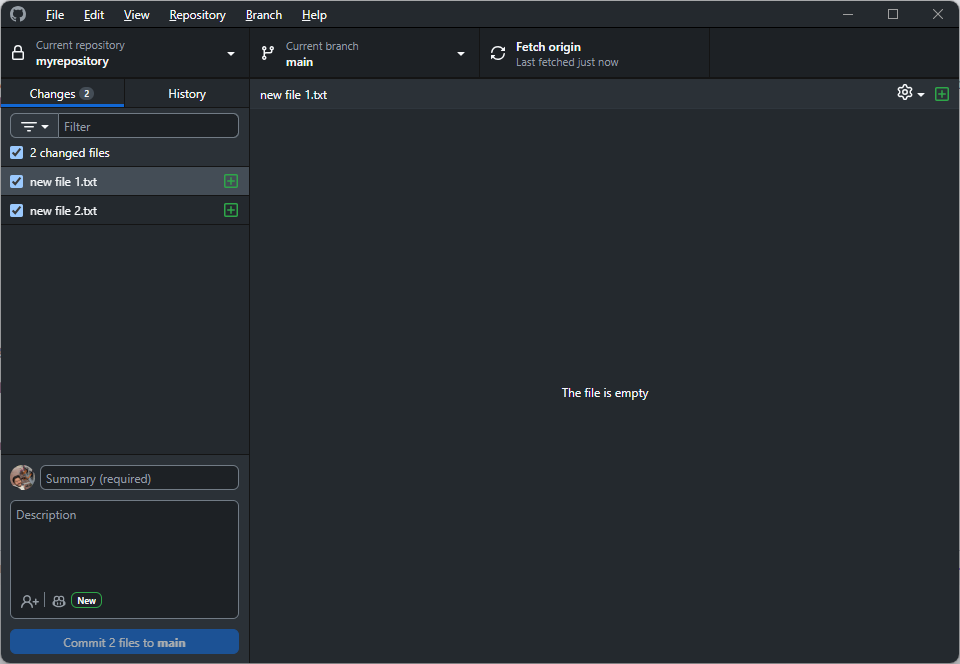 File Edit View Repository Branch Help
Current repository
myrepository
Current branch
main
Fetch origin
Last fetched just now
Changes 2
History
new file 1.txt
Filter
2 changed files
new file 1.txt
new file 2.txt
The file is empty
Summary (required)
Description
New
Commit 2 files to main